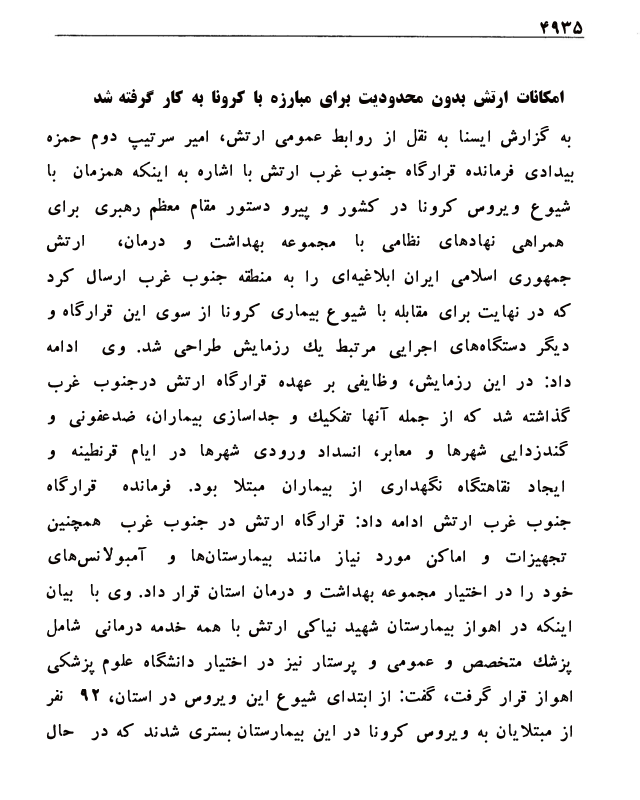 ۴۹۳۵
امکانات ارتش بدون محدودیت برای مبارزه با کرونا به کار گرفته شد
به گزارش ایسنا به نقل از روابط عمومی ارتش، امیر سرتیپ دوم حمزه
بیدادی فرمانده قرارگاه جنوب غرب ارتش با اشاره به اینکه همزمان با
شیوع ویروس کرونا در کشور و پیرو دستور مقام معظم رهبری برای
همراهی نهادهای نظامی با مجموعه بهداشت و درمان، ارتش
جمهوری اسلامی ایران ابلاغیه‌ای را به منطقه جنوب غرب ارسال کرد
که در نهایت برای مقابله با شیوع بیماری کرونا از سوی این قرارگاه و
دیگر دستگاه‌های اجرایی مرتبط یك رزمایش طراحی شد. وی ادامه
داد: در این رزمایش، وظایفی بر عهده قرارگاه ارتش درجنوب غرب
گذاشته شد که از جمله آنها تفکیك و جداسازی بیماران، ضدعفونی و
گندزدایی شهرها و معابر، انسداد ورودی شهرها در ایام قرنطینه و
ایجاد نقاهتگاه نگهداری از بیماران مبتلا بود. فرمانده قرارگاه
جنوب غرب ارتش ادامه داد: قرارگاه ارتش در جنوب غرب همچنین
تجهیزات و اماکن مورد نیاز مانند بیمارستان‌ها و آمبولانس‌های
خود را در اختیار مجموعه بهداشت و درمان استان قرار داد. وی با بیان
اینکه در اهواز بیمارستان شهید نیاکی ارتش با همه خدمه درمانی شامل
پزشك متخصص و عمومی و پرستار نیز در اختیار دانشگاه علوم پزشکی
اهواز قرار گرفت، گفت: از ابتدای شیوع این ویروس در استان، ۹۲ نفر
از مبتلایان به ویروس کرونا در این بیمارستان بستری شدند که در حال